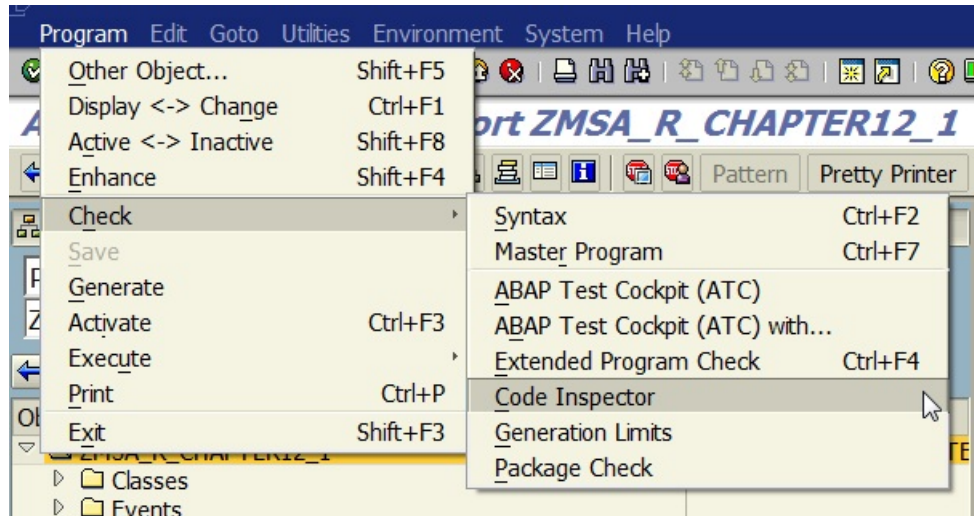 Program Edit Goto Utilities Environment System Help
Other Object... Shift+F5
Display <-> Change Ctrl+F1
Active <-> Inactive Shift+F8
Enhance Shift+F4
Check
Save
Generate
Activate Ctrl+F3
Execute
Print Ctrl+P
Exit Shift+F3
ort ZMSA_R_CHAPTER12_1
Pattern Pretty Printer
Syntax Ctrl+F2
Master Program Ctrl+F7
ABAP Test Cockpit (ATC)
ABAP Test Cockpit (ATC) with...
Extended Program Check Ctrl+F4
Code Inspector
Generation Limits
Package Check
ZMSA_R_CHAPTER12_1
Classes
Events